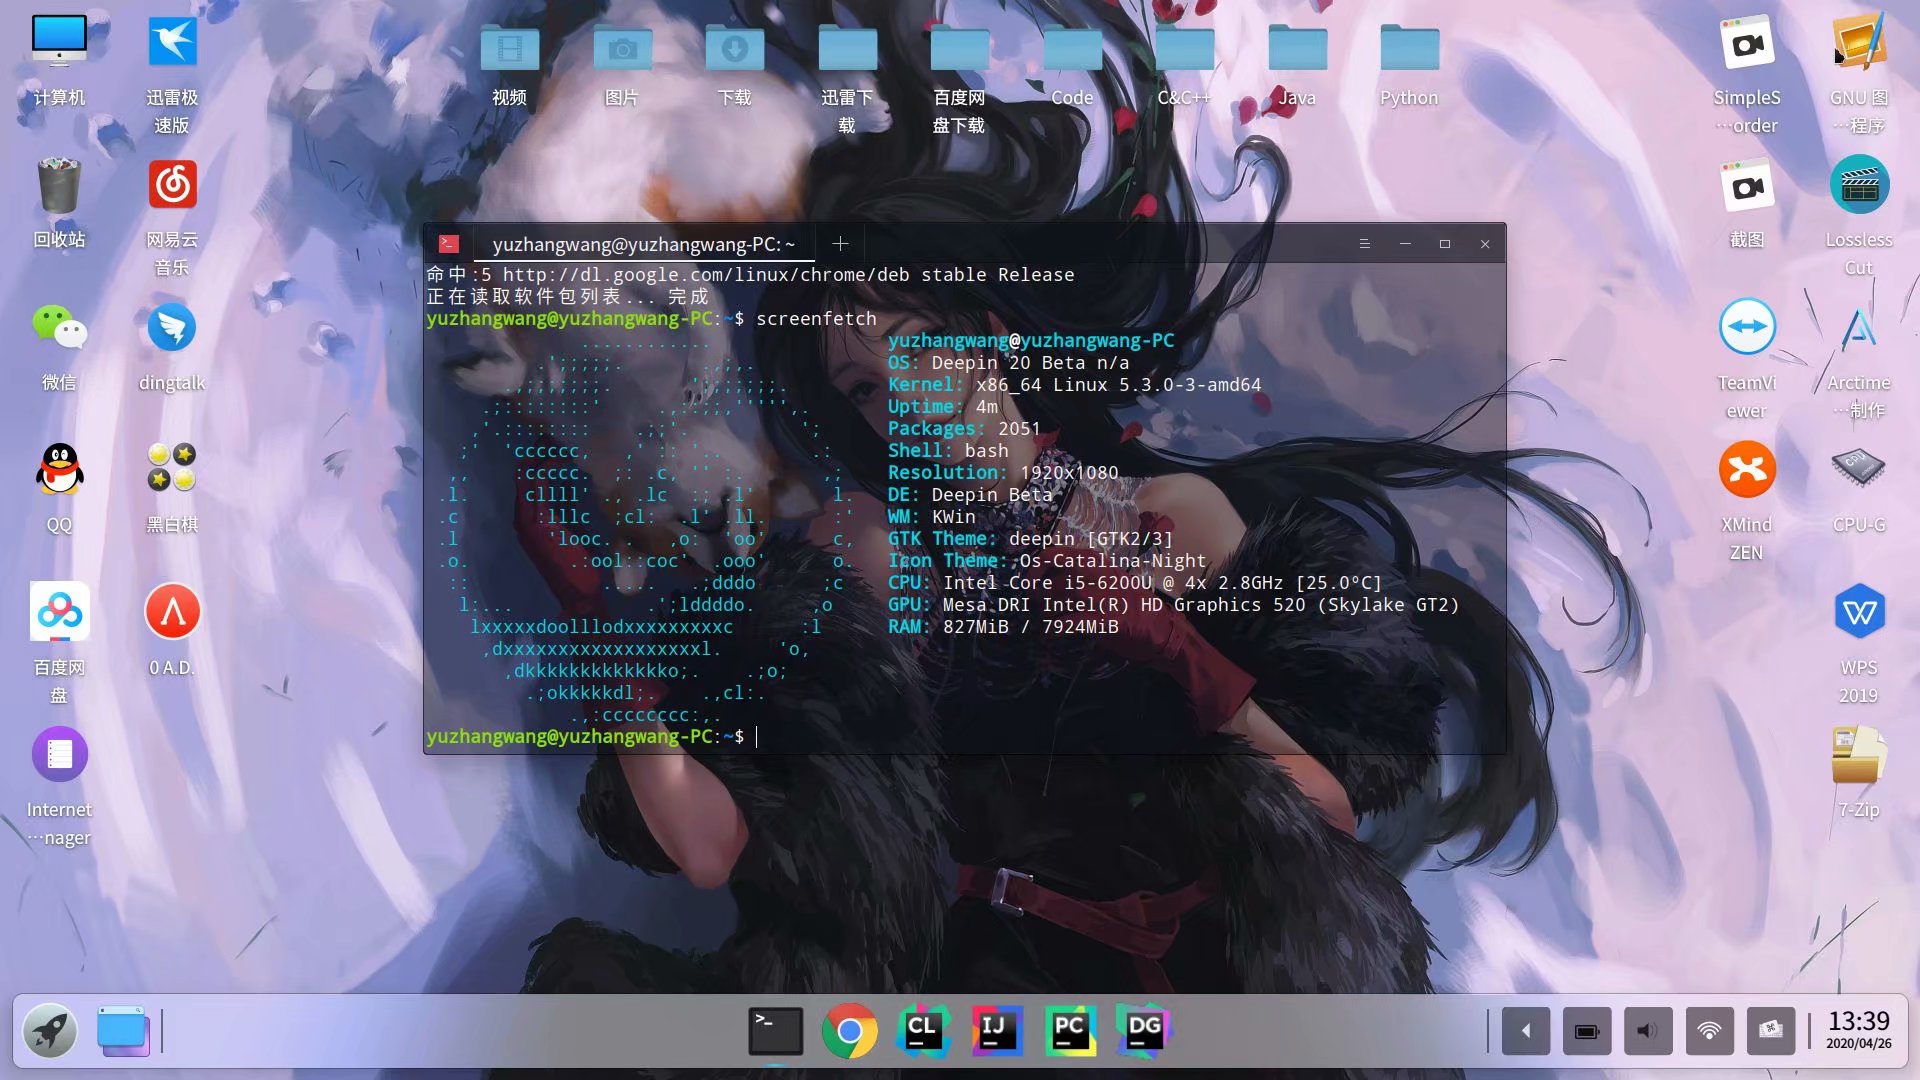 计算机
迅雷极
速版
视频
图片
下载
迅雷下
载
百度网
盘下载
Code
C&C++
Java
Python
SimpleS
…order
GNU 图
…程序
回收站
网易云
音乐
截图
Lossless
Cut
微信
dingtalk
TeamVi
ewer
Arctime
…制作
QQ
黑白棋
XMind
ZEN
CPU
CPU-G
百度网
盘
0 A.D.
WPS
2019
Internet
…nager
7-Zip
yuzhangwang@yuzhangwang-PC: ~
命中:5 http://dl.google.com/linux/chrome/deb stable Release
正在读取软件包列表... 完成
yuzhangwang@yuzhangwang-PC:~$ screenfetch
yuzhangwang@yuzhangwang-PC
OS: Deepin 20 Beta n/a
Kernel: x86_64 Linux 5.3.0-3-amd64
Uptime: 4m
Packages: 2051
Shell: bash
Resolution: 1920x1080
DE: Deepin Beta
WM: KWin
GTK Theme: deepin [GTK2/3]
Icon Theme: Os-Catalina-Night
CPU: Intel Core i5-6200U @ 4x 2.8GHz [25.0ºC]
GPU: Mesa DRI Intel(R) HD Graphics 520 (Skylake GT2)
RAM: 827MiB / 7924MiB
yuzhangwang@yuzhangwang-PC:~$
CL
IJ
PC
DG
13:39
2020/04/26